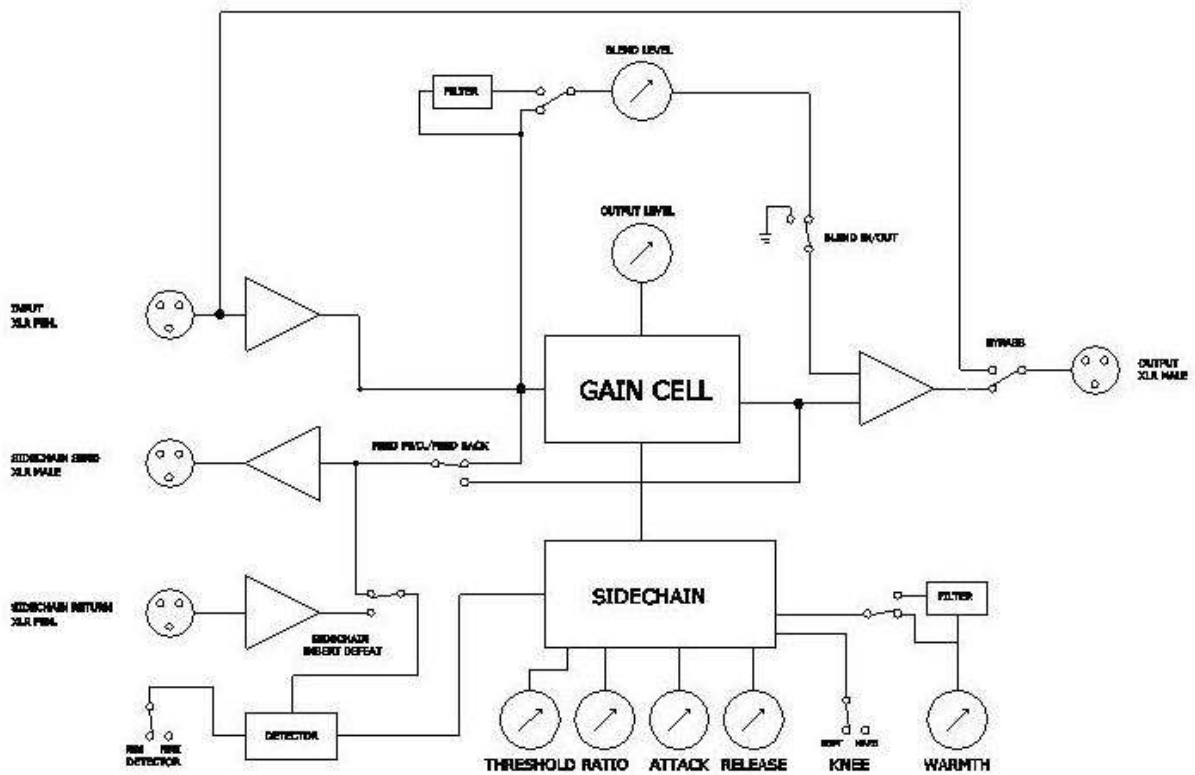 BLEND LEVEL
FILTER
OUTPUT LEVEL
BLEND IN/OUT
INPUT
XLR FEM.
BYPASS
OUTPUT
XLR MALE
GAIN CELL
FEED FWD./FEED BACK
SIDECHAIN SEND
XLR MALE
SIDECHAIN
FILTER
SIDECHAIN RETURN
XLR FEM.
SIDECHAIN
INSERT DEFEAT
DETECTOR
RMS PEAK
DETECTOR
SOFT HARD
THRESHOLD RATIO ATTACK RELEASE KNEE WARMTH